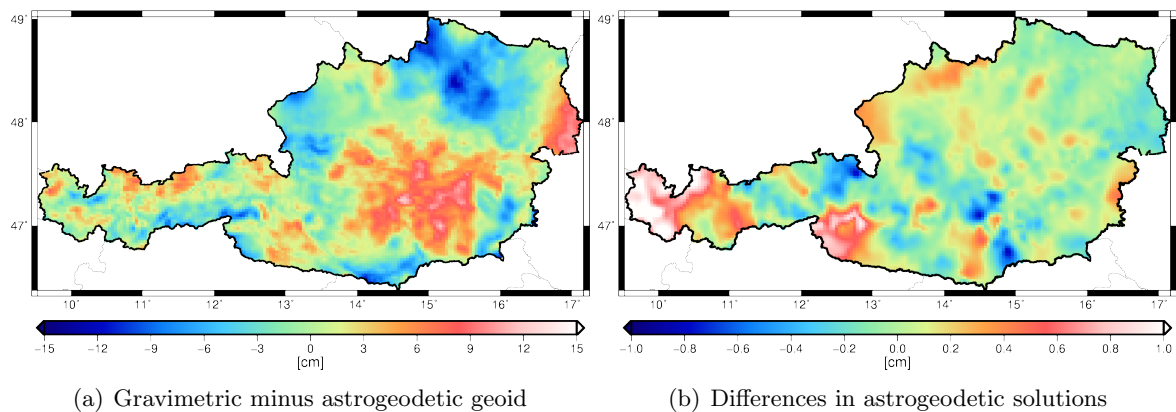 49˚
48˚
47˚
10˚ 11˚ 12˚ 13˚ 14˚ 15˚ 16˚ 17˚
−15 −12 −9 −6 −3 0 3 6 9 12 15
[cm]
(a) Gravimetric minus astrogeodetic geoid
49˚
48˚
47˚
10˚ 11˚ 12˚ 13˚ 14˚ 15˚ 16˚ 17˚
−1.0 −0.8 −0.6 −0.4 −0.2 0.0 0.2 0.4 0.6 0.8 1.0
[cm]
(b) Differences in astrogeodetic solutions